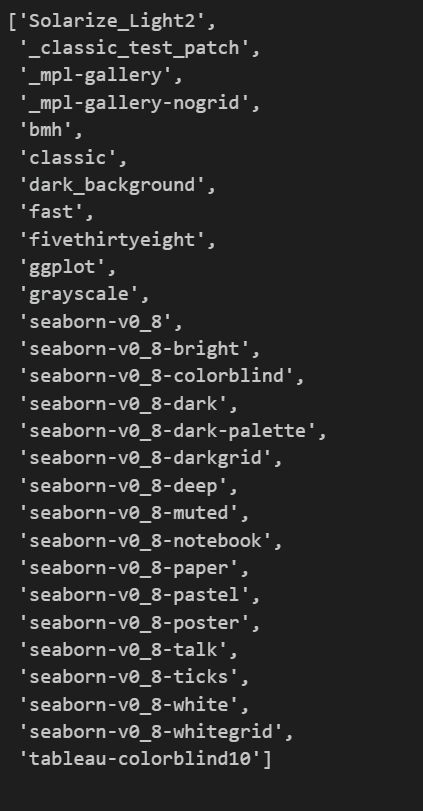 ['Solarize_Light2',
'_classic_test_patch',
'_mpl-gallery',
'_mpl-gallery-nogrid',
'bmh',
'classic',
'dark_background',
'fast',
'fivethirtyeight',
'ggplot',
'grayscale',
'seaborn-v0_8',
'seaborn-v0_8-bright',
'seaborn-v0_8-colorblind',
'seaborn-v0_8-dark',
'seaborn-v0_8-dark-palette',
'seaborn-v0_8-darkgrid',
'seaborn-v0_8-deep',
'seaborn-v0_8-muted',
'seaborn-v0_8-notebook',
'seaborn-v0_8-paper',
'seaborn-v0_8-pastel',
'seaborn-v0_8-poster',
'seaborn-v0_8-talk',
'seaborn-v0_8-ticks',
'seaborn-v0_8-white',
'seaborn-v0_8-whitegrid',
'tableau-colorblind10']